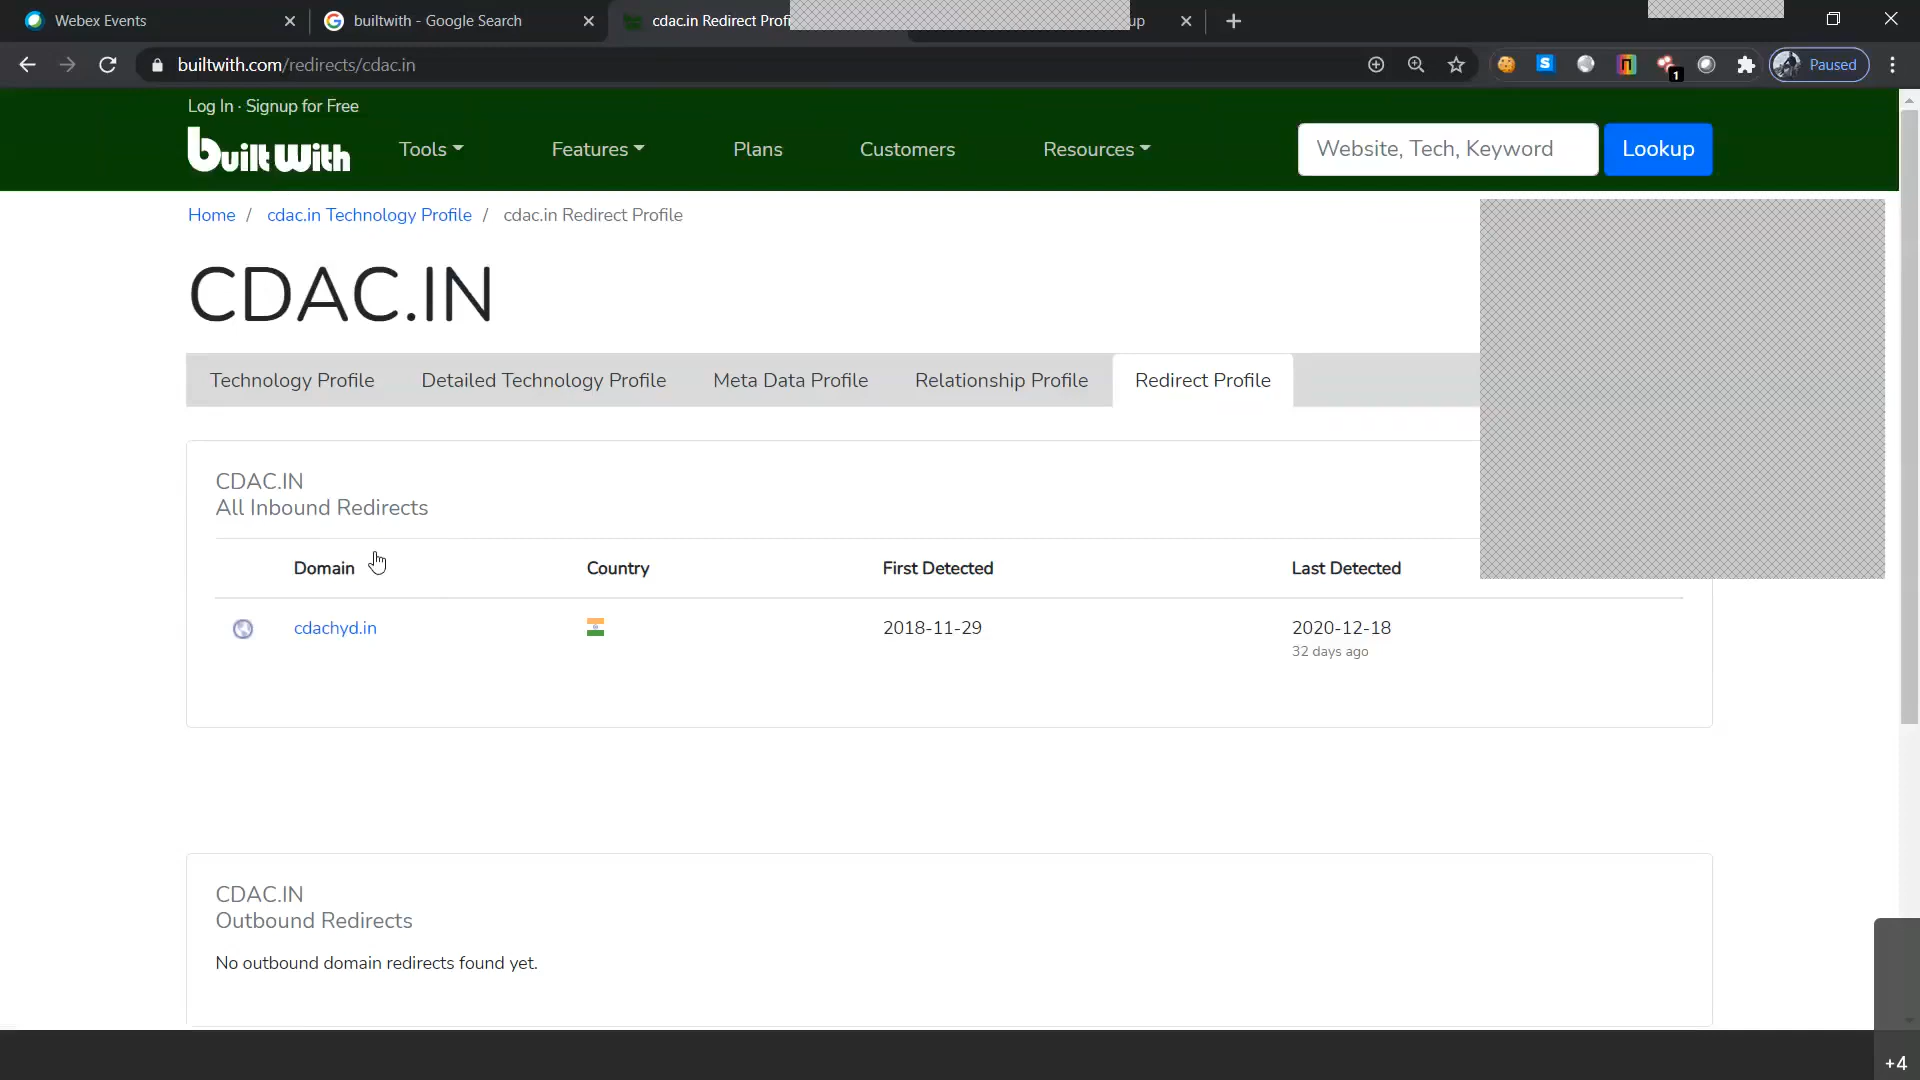 Webex Events
builtwith - Google Search
cdac.in Redirect Profi
up
builtwith.com/redirects/cdac.in
S
1
Paused
Log In · Signup for Free
builtwith
Tools
Features
Plans
Customers
Resources
Website, Tech, Keyword
Lookup
Home / cdac.in Technology Profile / cdac.in Redirect Profile
CDAC.IN
Technology Profile
Detailed Technology Profile
Meta Data Profile
Relationship Profile
Redirect Profile
CDAC.IN
All Inbound Redirects
Domain Country First Detected Last Detected
cdachyd.in 2018-11-29 2020-12-18
32 days ago
CDAC.IN
Outbound Redirects
No outbound domain redirects found yet.
+4